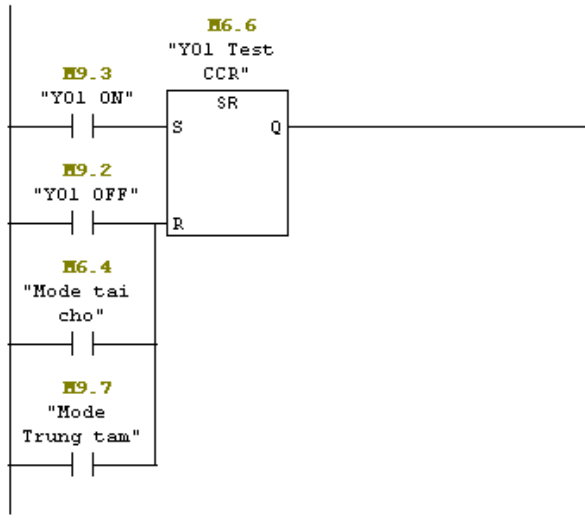 M6.6
"Y01 Test
CCR"
M9.3
"Y01 ON"
SR
S
Q
M9.2
"Y01 OFF"
R
M6.4
"Mode tai
cho"
M9.7
"Mode
Trung tam"